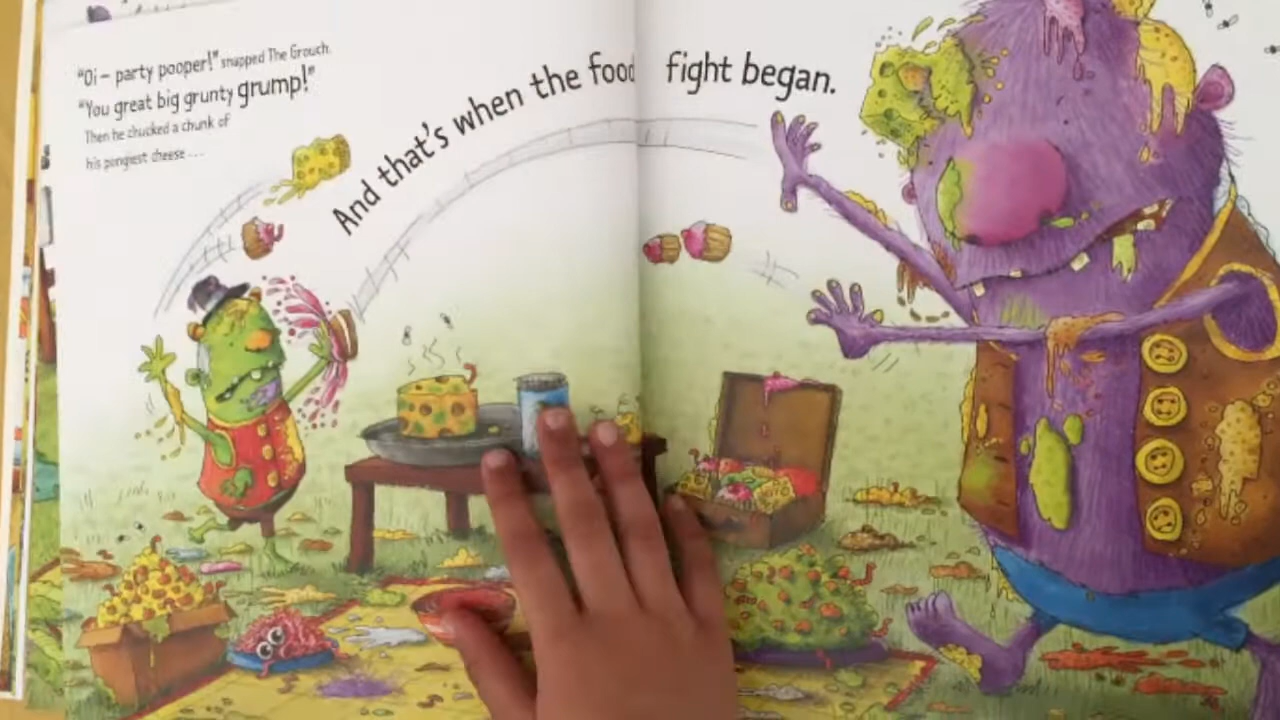 "Oi – party pooper!" snapped The Grouch.
"You great big grunty grump!"
Then he chucked a chunk of
his pongiest cheese ...
And that's when the food fight began.